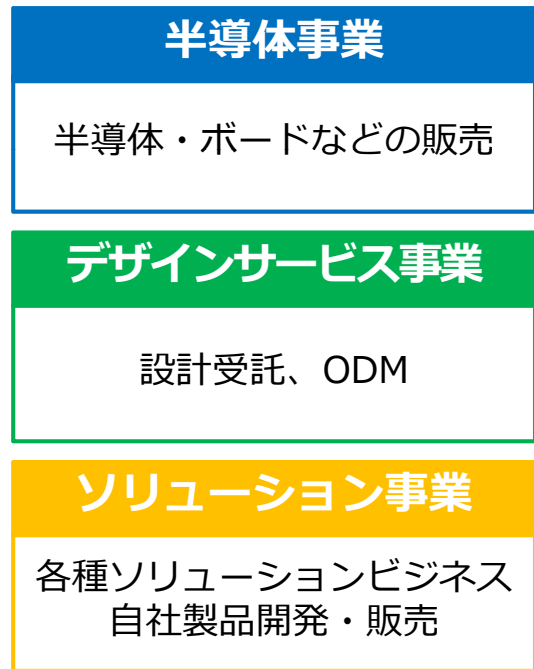 半導体事業
半導体・ボードなどの販売
デザインサービス事業
設計受託、ODM
ソリューション事業
各種ソリューションビジネス
自社製品開発・販売